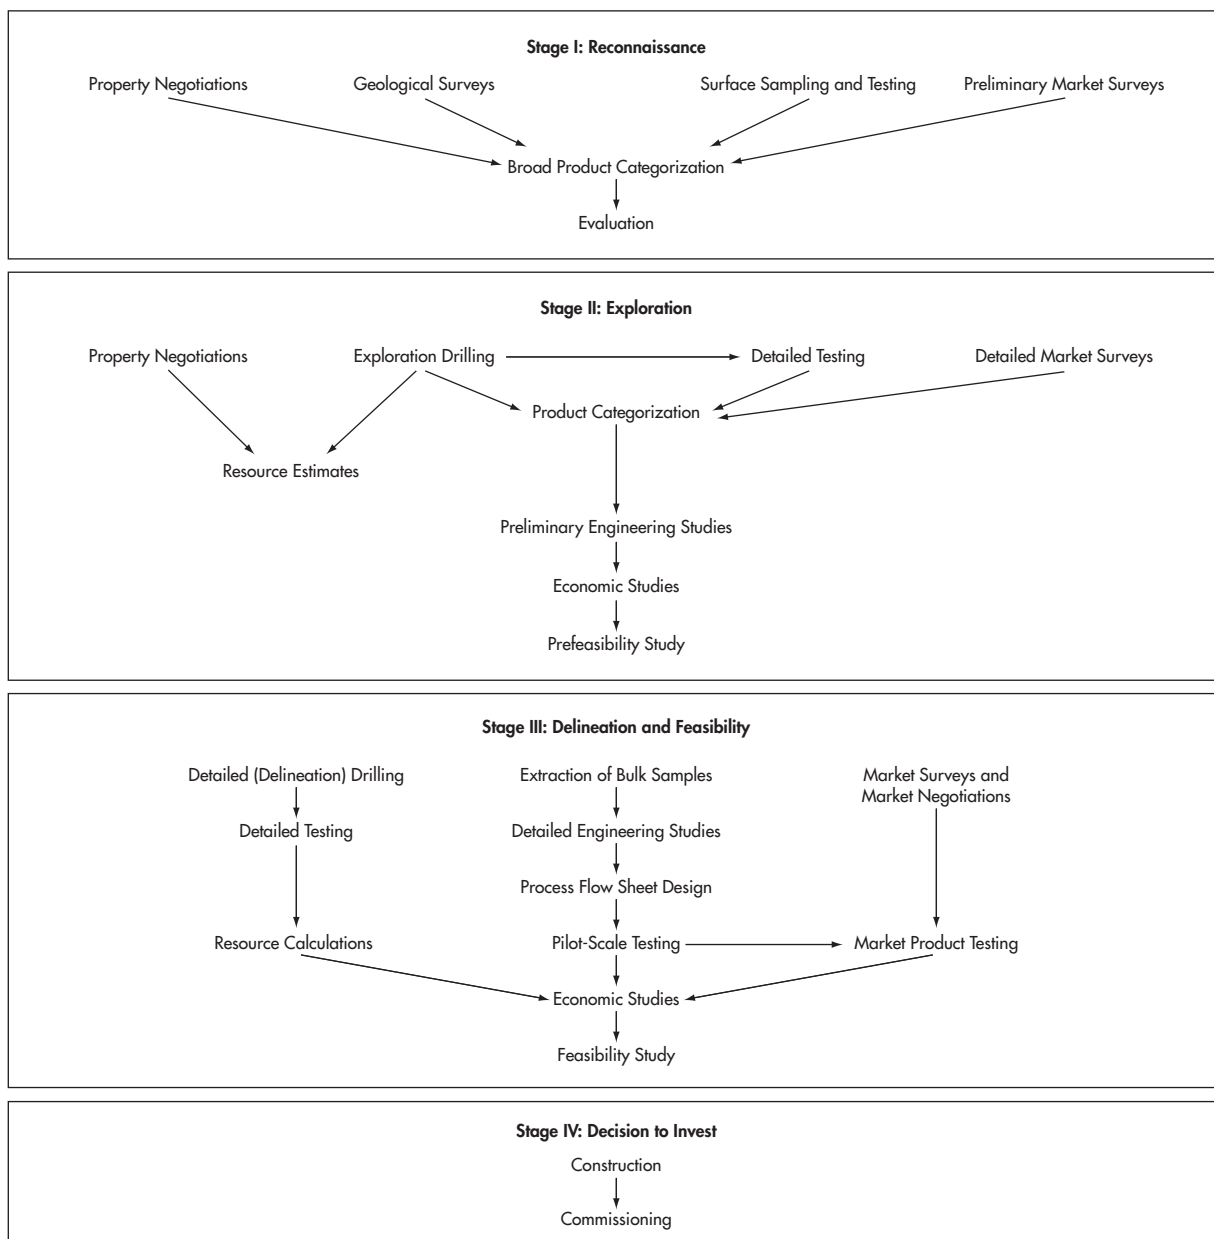 Stage I: Reconnaissance
Property Negotiations
Geological Surveys
Surface Sampling and Testing
Preliminary Market Surveys
Broad Product Categorization
Evaluation
Stage II: Exploration
Property Negotiations
Exploration Drilling
Detailed Testing
Detailed Market Surveys
Product Categorization
Resource Estimates
Preliminary Engineering Studies
Economic Studies
Prefeasibility Study
Stage III: Delineation and Feasibility
Detailed (Delineation) Drilling
Extraction of Bulk Samples
Market Surveys and
Market Negotiations
Detailed Testing
Detailed Engineering Studies
Process Flow Sheet Design
Resource Calculations
Pilot-Scale Testing
Market Product Testing
Economic Studies
Feasibility Study
Stage IV: Decision to Invest
Construction
Commissioning